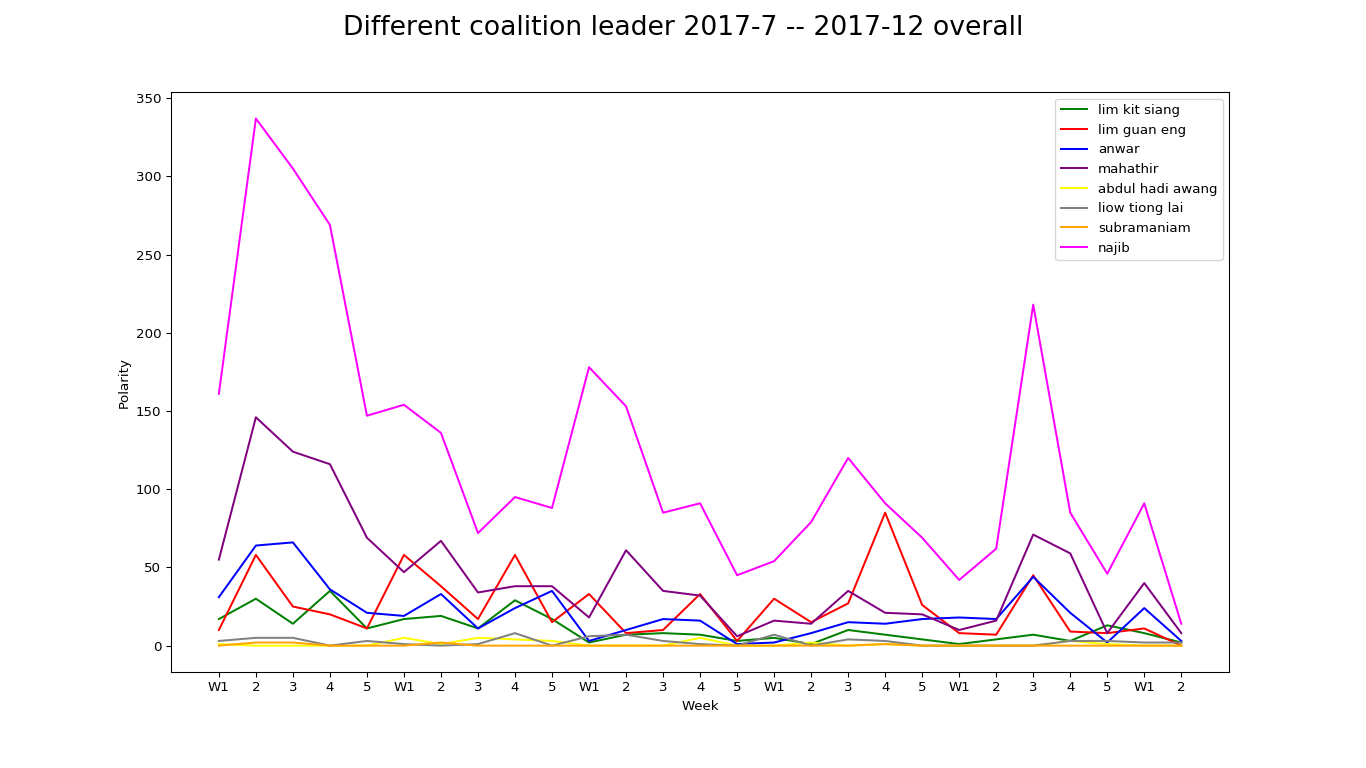 Different coalition leader 2017-7 -- 2017-12 overall
350
300
250
200
150
100
50
0
Polarity
lim kit siang
lim guan eng
anwar
mahathir
abdul hadi awang
liow tiong lai
subramaniam
najib
W1 2 3 4 5 W1 2 3 4 5 W1 2 3 4 5 W1 2 3 4 5 W1 2 3 4 5 W1 2
Week